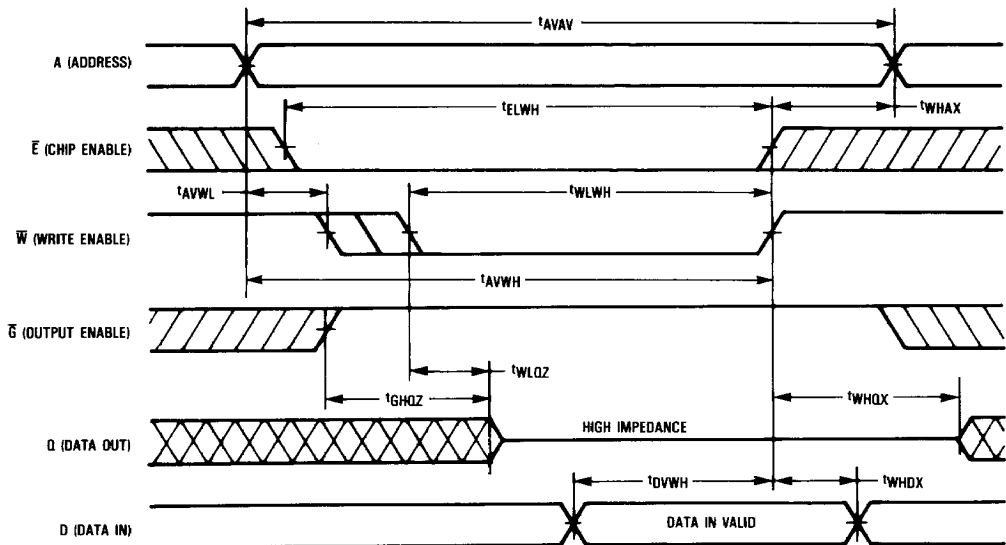 tAVAV
A (ADDRESS)
tELWH
tWHAX
E (CHIP ENABLE)
tAVWL
tWLWH
W (WRITE ENABLE)
tAVWH
G (OUTPUT ENABLE)
tWLQZ
tGHQZ
tWHQX
Q (DATA OUT)
HIGH IMPEDANCE
tDVWH
tWHDX
D (DATA IN)
DATA IN VALID